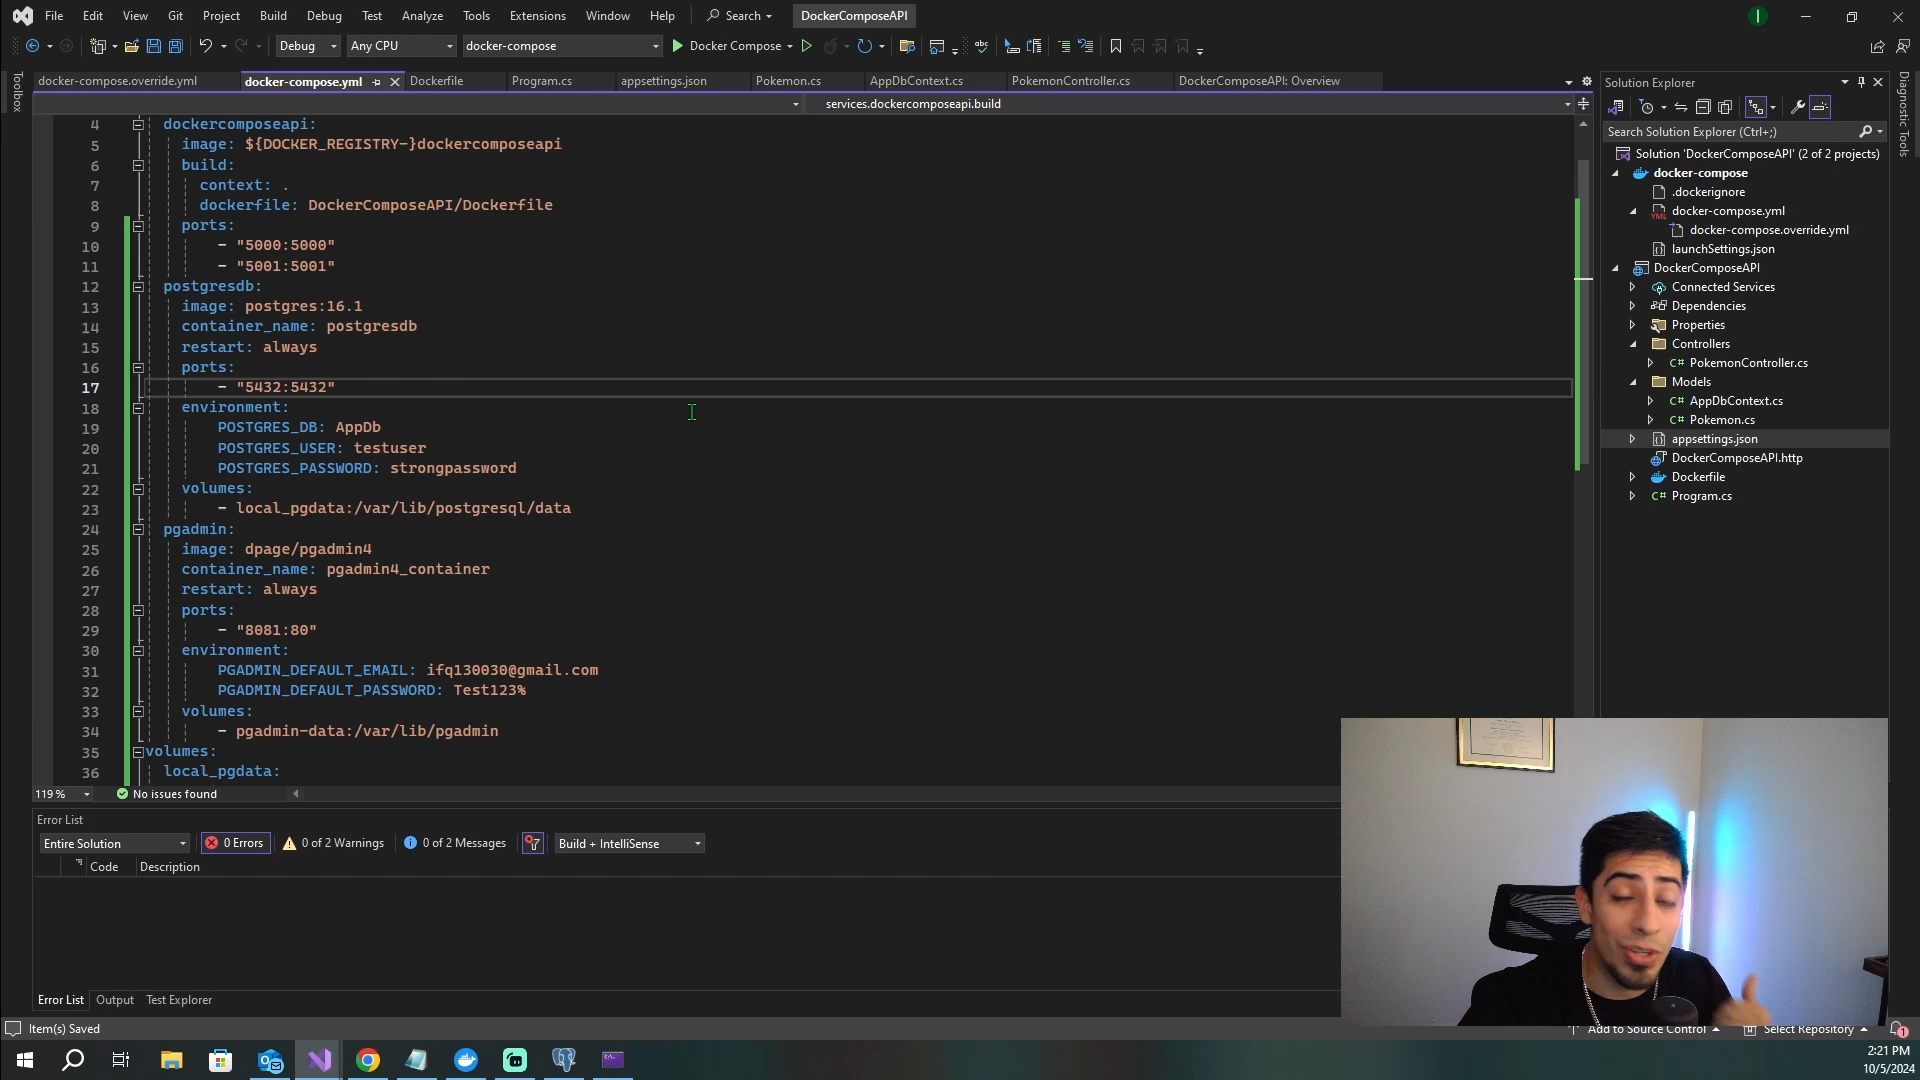 File Edit View Git Project Build Debug Test Analyze Tools Extensions Window Help Search DockerComposeAPI
Debug Any CPU docker-compose Docker Compose
docker-compose.override.yml docker-compose.yml Dockerfile Program.cs appsettings.json Pokemon.cs AppDbContext.cs PokemonController.cs DockerComposeAPI: Overview
services.dockercomposeapi.build
Toolbox
4 dockercomposeapi:
5 image: ${DOCKER_REGISTRY-}dockercomposeapi
6 build:
7 context: .
8 dockerfile: DockerComposeAPI/Dockerfile
9 ports:
10 - "5000:5000"
11 - "5001:5001"
12 postgresdb:
13 image: postgres:16.1
14 container_name: postgresdb
15 restart: always
16 ports:
17 - "5432:5432"
18 environment:
19 POSTGRES_DB: AppDb
20 POSTGRES_USER: testuser
21 POSTGRES_PASSWORD: strongpassword
22 volumes:
23 - local_pgdata:/var/lib/postgresql/data
24 pgadmin:
25 image: dpage/pgadmin4
26 container_name: pgadmin4_container
27 restart: always
28 ports:
29 - "8081:80"
30 environment:
31 PGADMIN_DEFAULT_EMAIL: ifq130030@gmail.com
32 PGADMIN_DEFAULT_PASSWORD: Test123%
33 volumes:
34 - pgadmin-data:/var/lib/pgadmin
35 volumes:
36 local_pgdata:
119 % No issues found
Error List
Entire Solution 0 Errors 0 of 2 Warnings 0 of 2 Messages Build + IntelliSense
Code Description
Error List Output Test Explorer
Item(s) Saved
Solution Explorer
Search Solution Explorer (Ctrl+;)
Solution 'DockerComposeAPI' (2 of 2 projects)
docker-compose
.dockerignore
docker-compose.yml
docker-compose.override.yml
launchSettings.json
DockerComposeAPI
Connected Services
Dependencies
Properties
Controllers
C# PokemonController.cs
Models
C# AppDbContext.cs
C# Pokemon.cs
appsettings.json
DockerComposeAPI.http
Dockerfile
C# Program.cs
Diagnostic Tools
Add to Source Control Select Repository 1
2:21 PM
10/5/2024